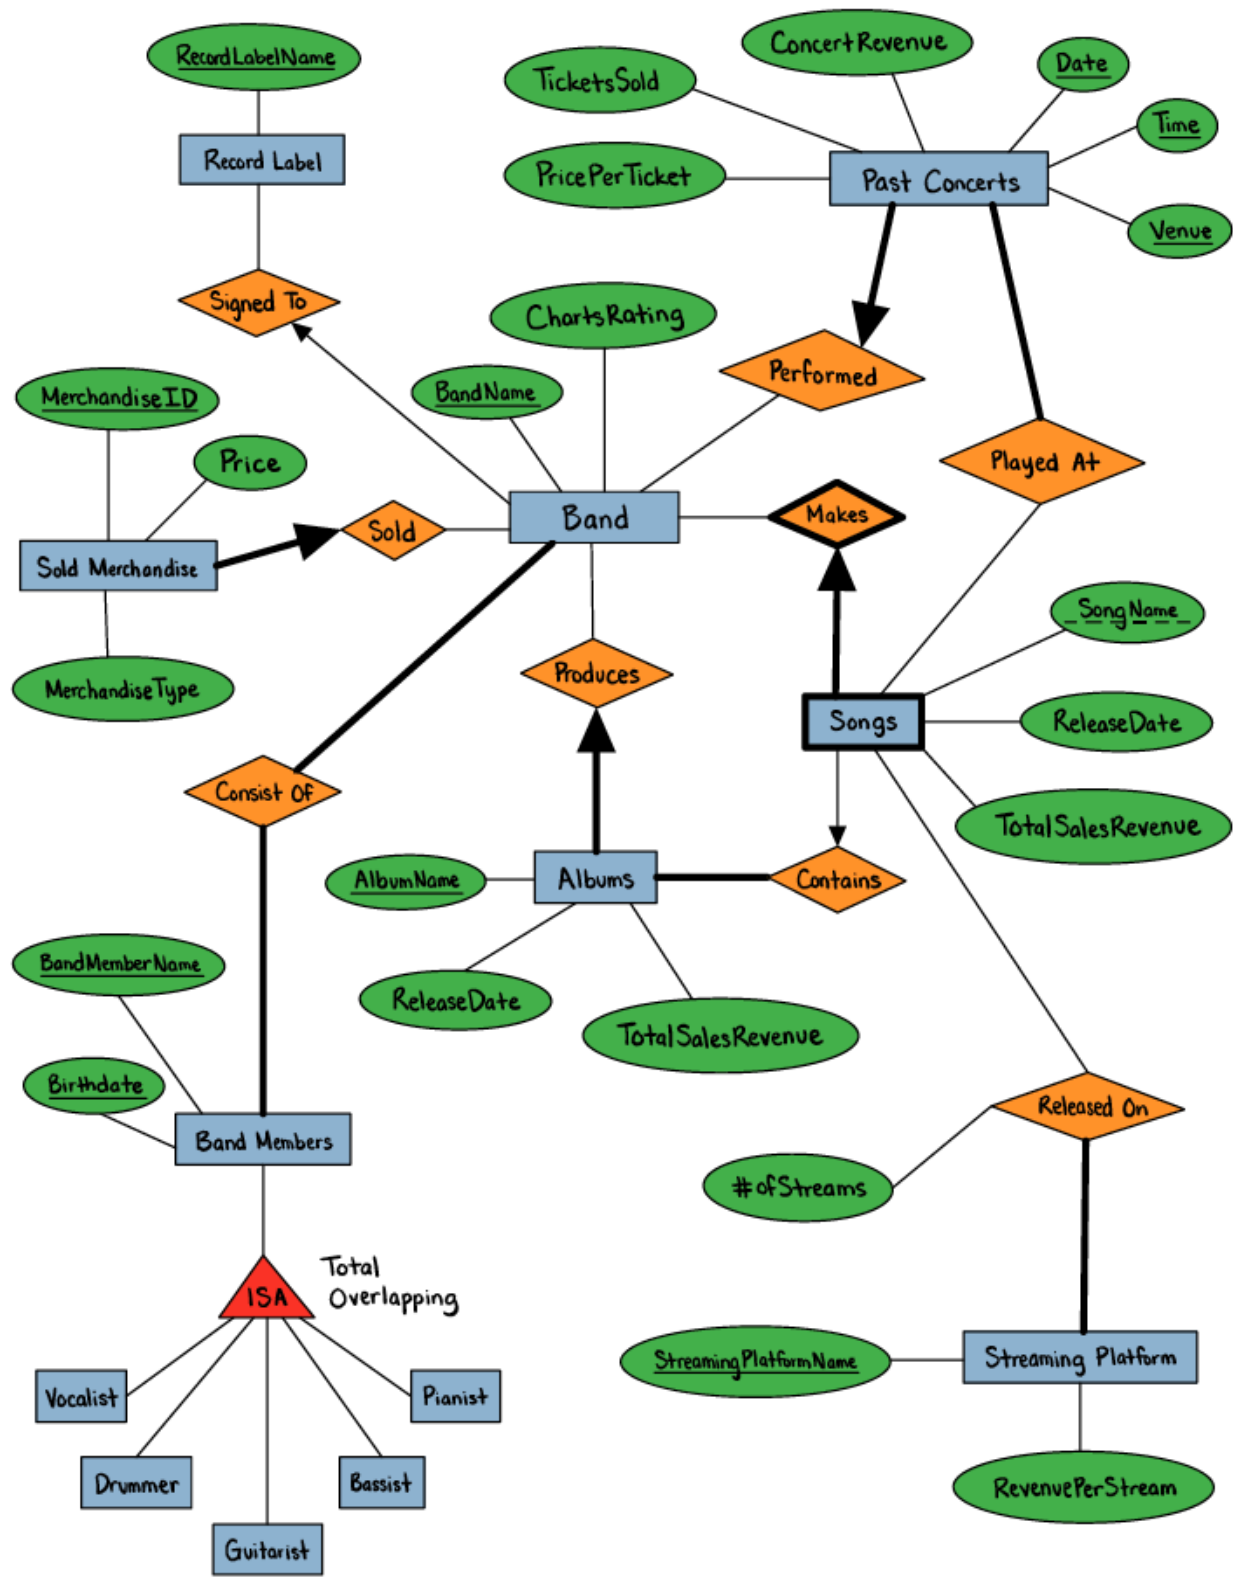 RecordLabelName
ConcertRevenue
TicketsSold
Date
Time
Record Label
PricePerTicket
Past Concerts
Venue
Signed To
ChartsRating
Performed
MerchandiseID
BandName
Price
Played At
Sold
Band
Makes
Sold Merchandise
SongName
Produces
MerchandiseType
Songs
ReleaseDate
Consist Of
TotalSalesRevenue
AlbumName
Albums
Contains
BandMemberName
ReleaseDate
TotalSalesRevenue
Birthdate
Released On
Band Members
#ofStreams
ISA
Total
Overlapping
StreamingPlatformName
Streaming Platform
Vocalist
Pianist
Drummer
Bassist
RevenuePerStream
Guitarist